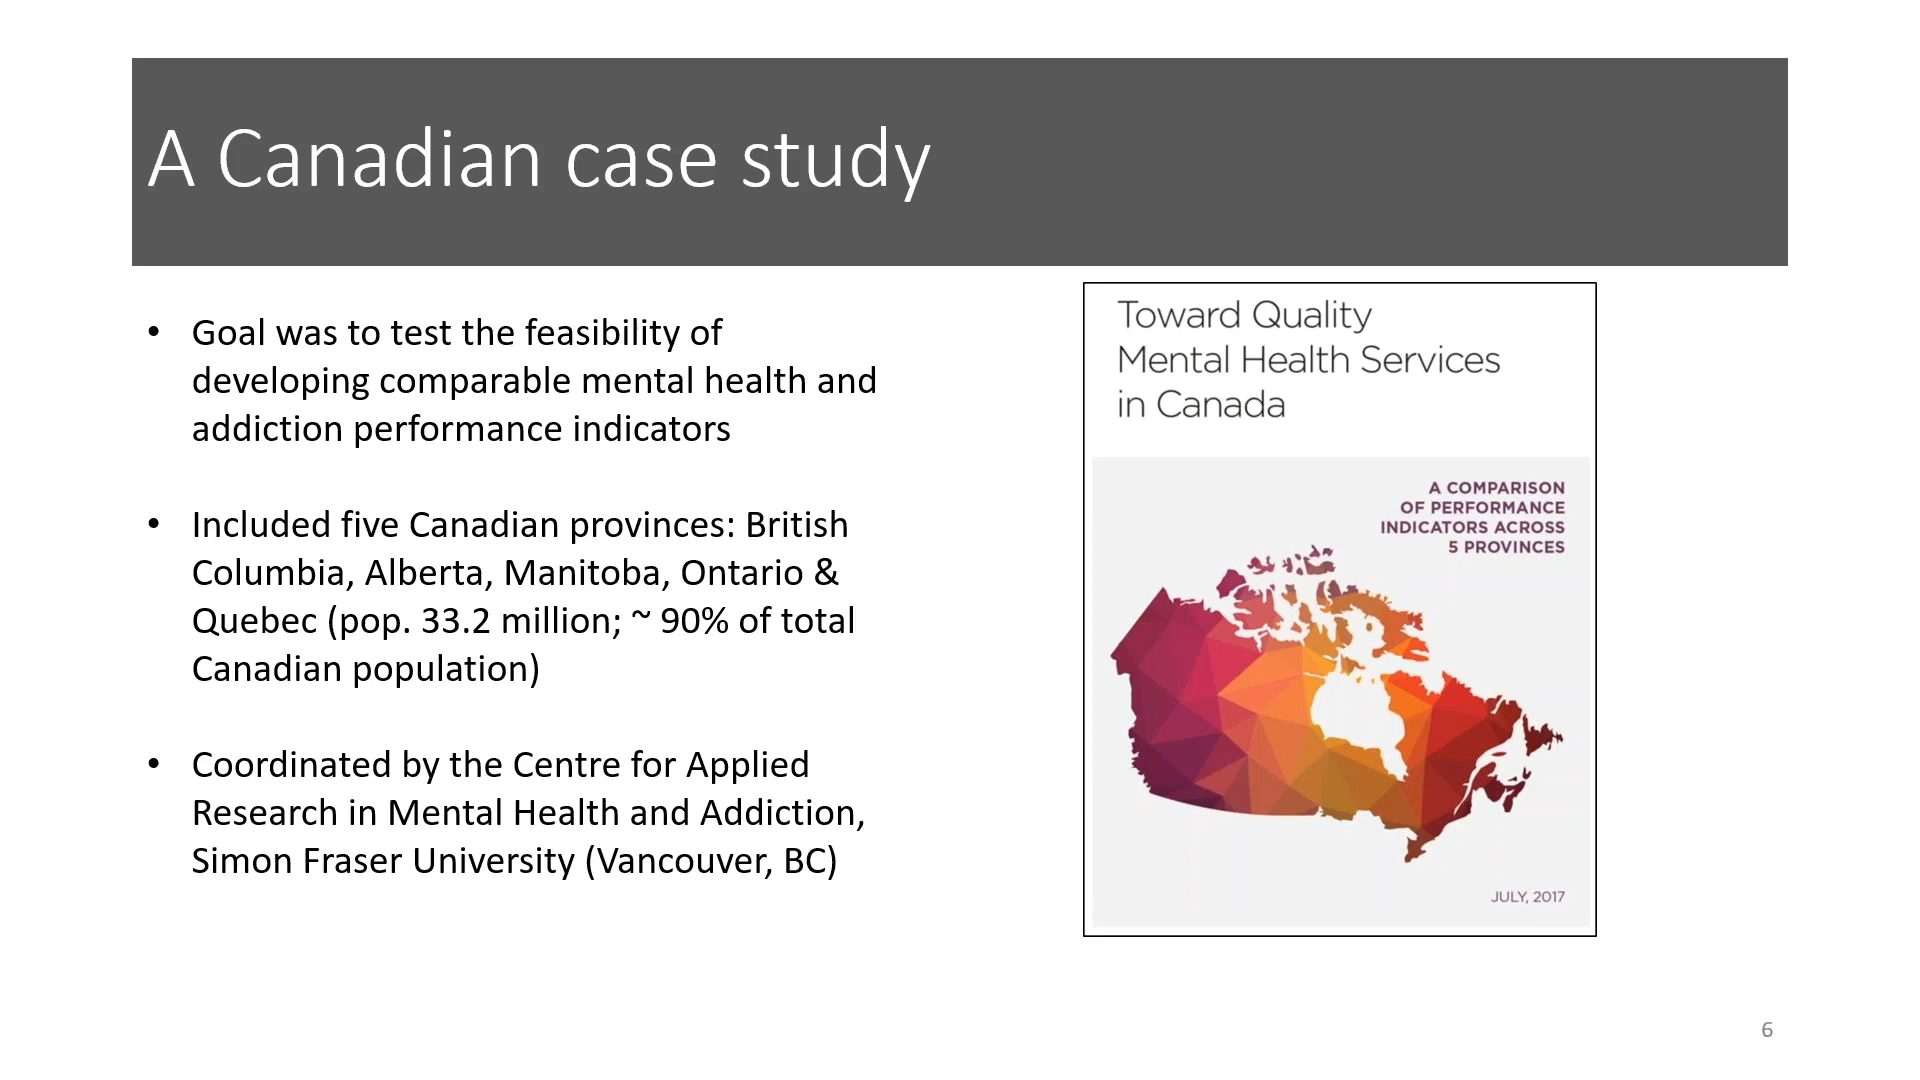 A Canadian case study
• Goal was to test the feasibility of
developing comparable mental health and
addiction performance indicators
• Included five Canadian provinces: British
Columbia, Alberta, Manitoba, Ontario &
Quebec (pop. 33.2 million; ~ 90% of total
Canadian population)
• Coordinated by the Centre for Applied
Research in Mental Health and Addiction,
Simon Fraser University (Vancouver, BC)
Toward Quality
Mental Health Services
in Canada
A COMPARISON
OF PERFORMANCE
INDICATORS ACROSS
5 PROVINCES
JULY, 2017
6